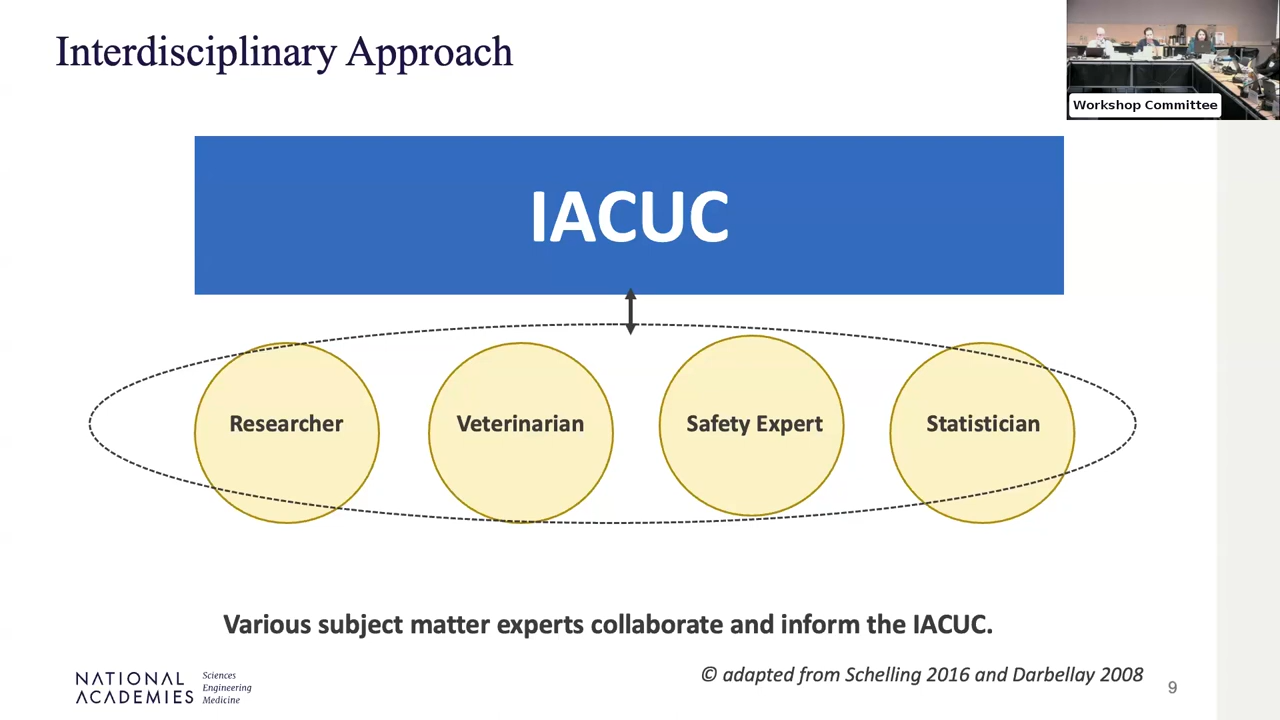 Interdisciplinary Approach
Workshop Committee
IACUC
Researcher
Veterinarian
Safety Expert
Statistician
Various subject matter experts collaborate and inform the IACUC.
© adapted from Schelling 2016 and Darbellay 2008
9
NATIONAL
ACADEMIES
Sciences
Engineering
Medicine